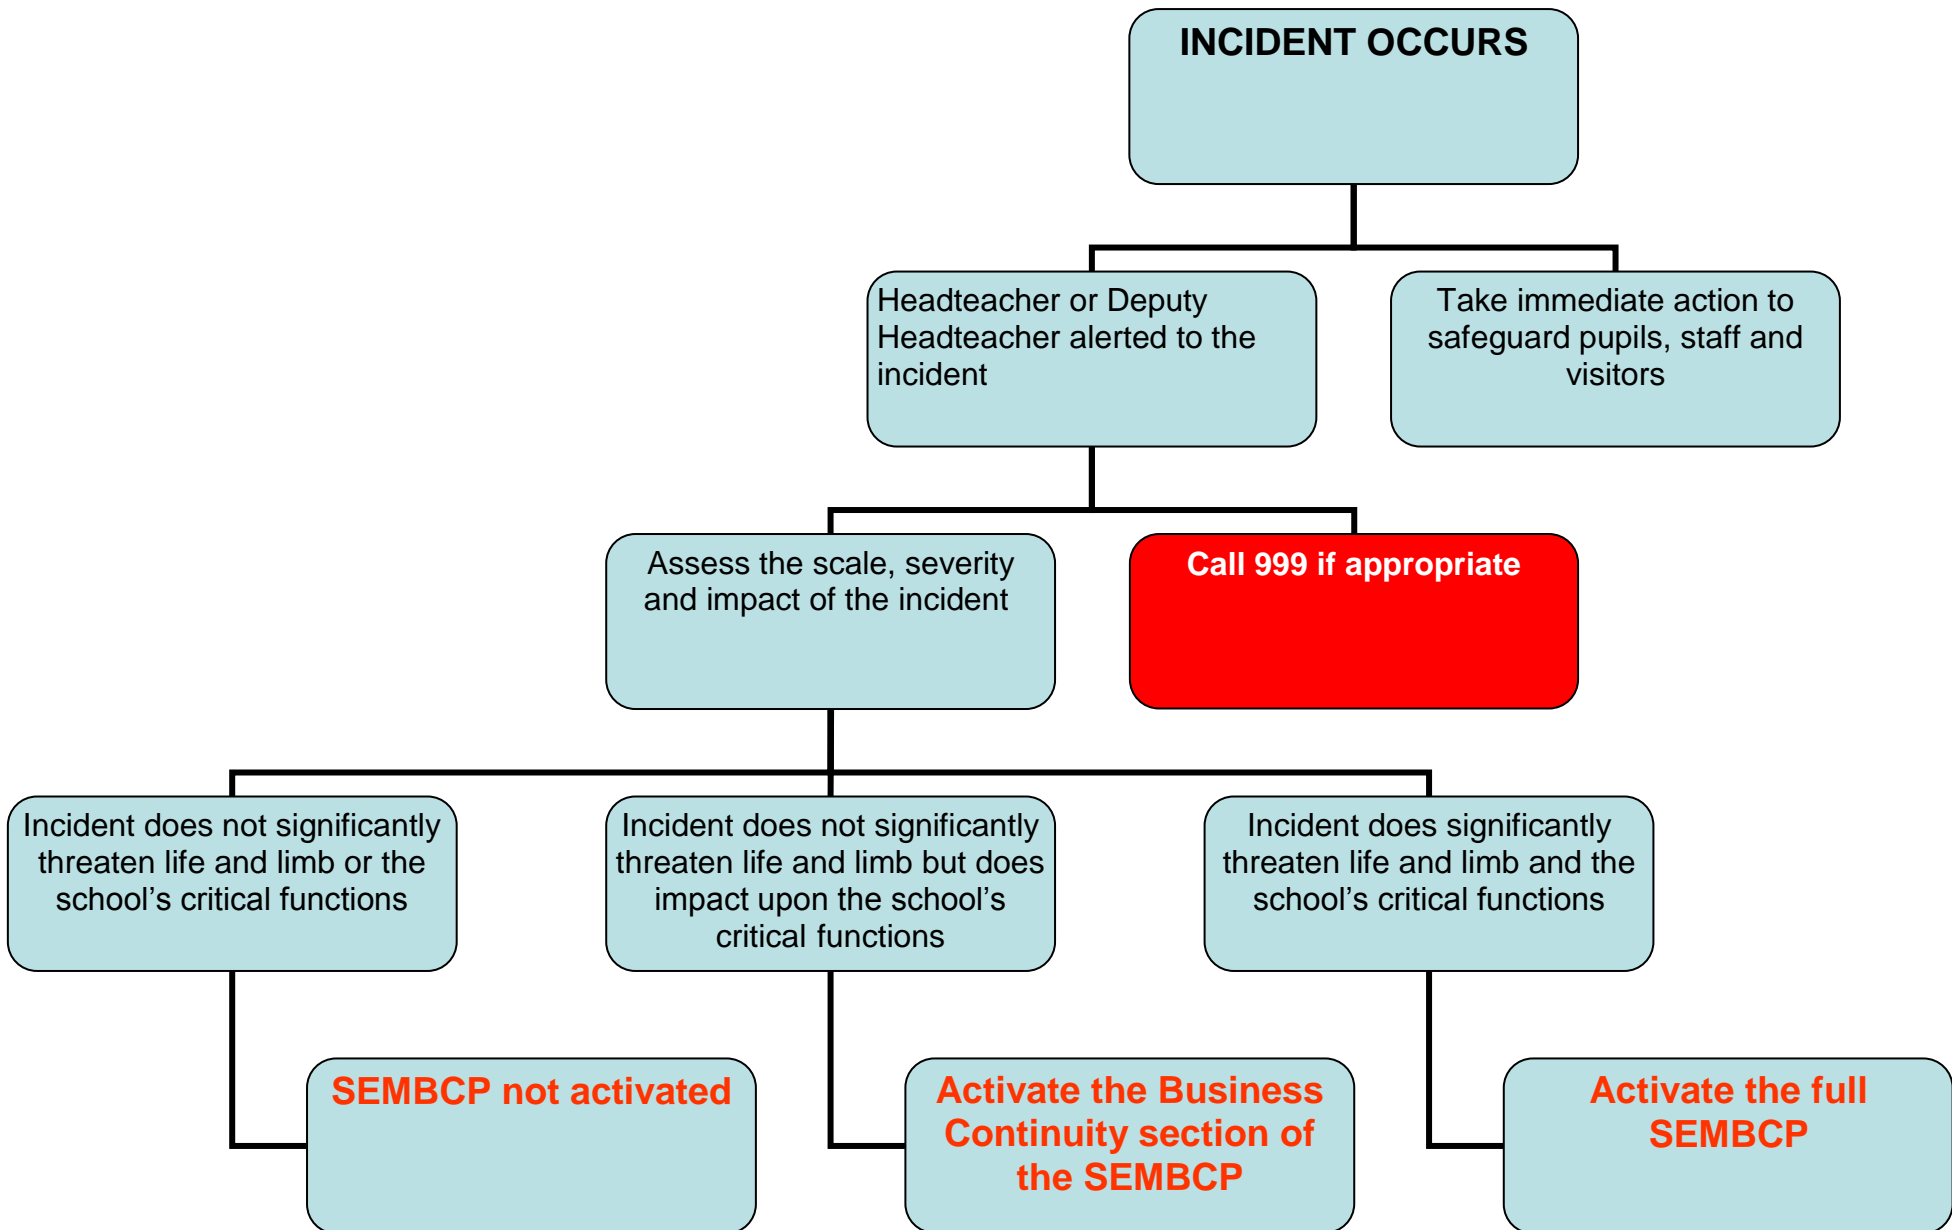 INCIDENT OCCURS
Headteacher or Deputy
Headteacher alerted to the
incident
Take immediate action to
safeguard pupils, staff and
visitors
Assess the scale, severity
and impact of the incident
Call 999 if appropriate
Incident does not significantly
threaten life and limb or the
school’s critical functions
Incident does not significantly
threaten life and limb but does
impact upon the school’s
critical functions
Incident does significantly
threaten life and limb and the
school’s critical functions
SEMBCP not activated
Activate the Business
Continuity section of
the SEMBCP
Activate the full
SEMBCP